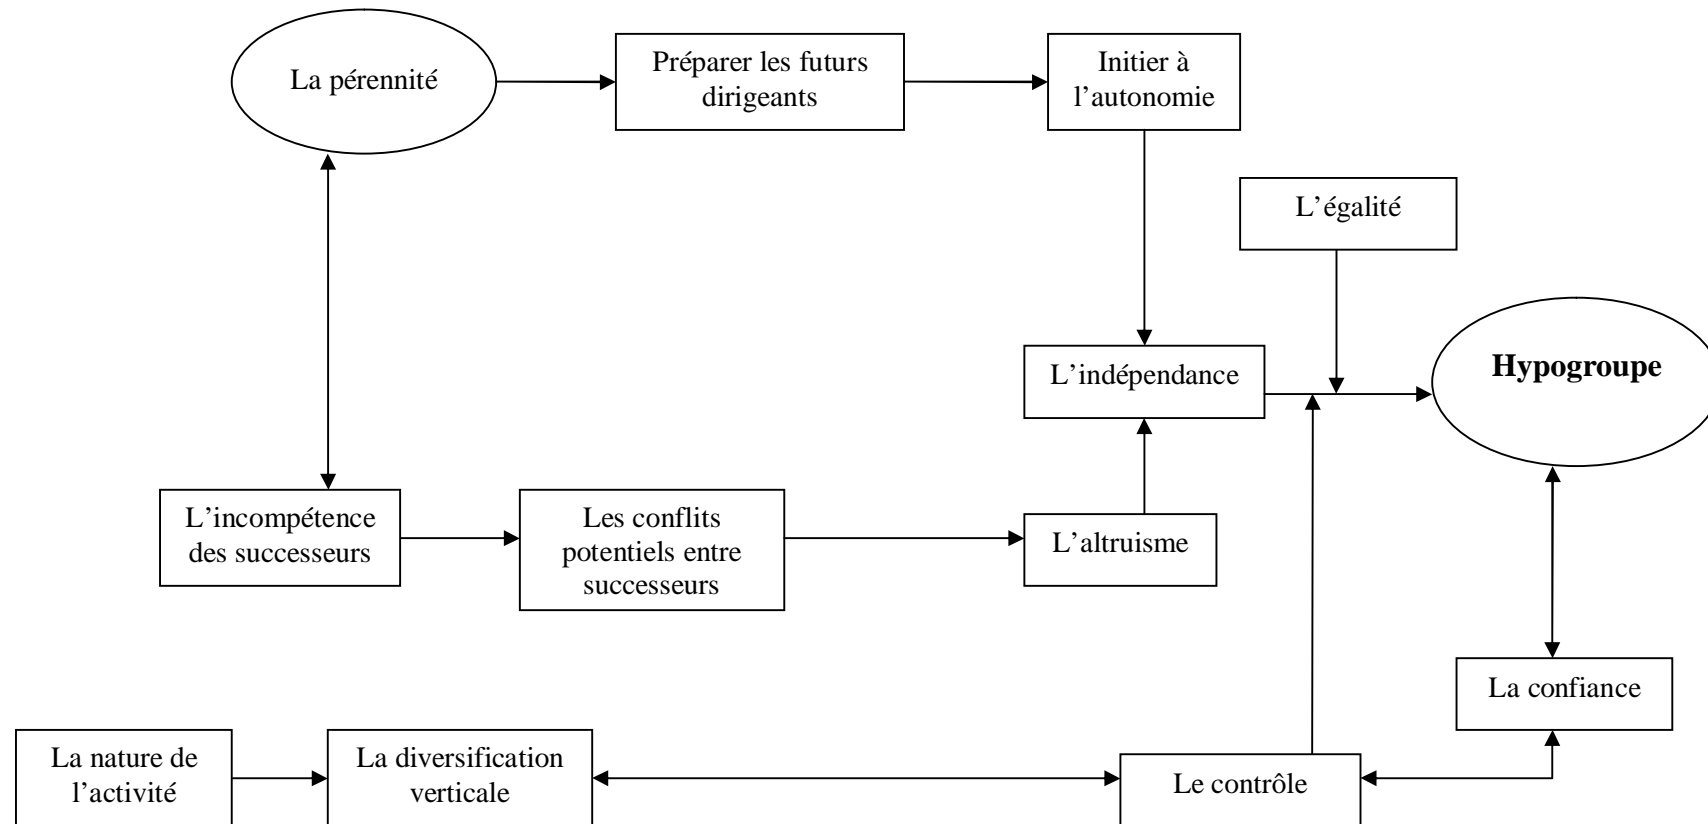 La pérennité
Préparer les futurs
dirigeants
Initier à
l’autonomie
L’égalité
L’indépendance
Hypogroupe
L’incompétence
des successeurs
Les conflits
potentiels entre
successeurs
L’altruisme
La confiance
La nature de
l’activité
La diversification
verticale
Le contrôle